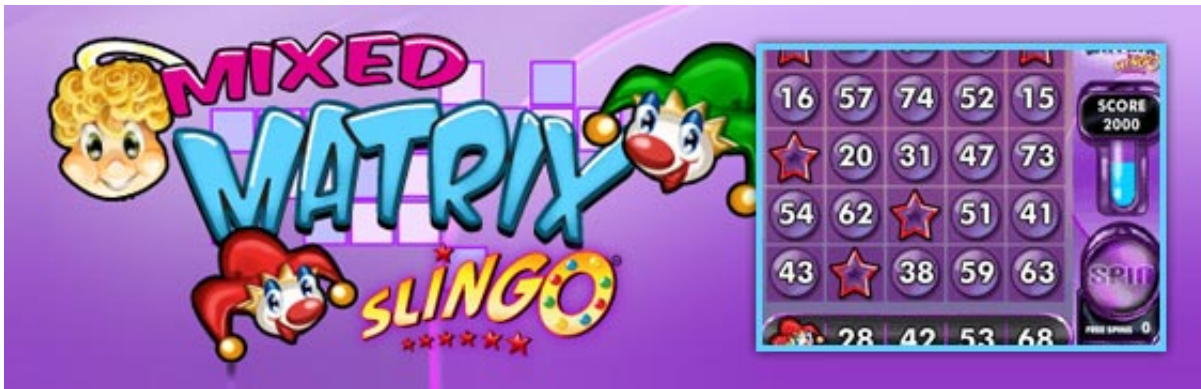 MIXED
MATRIX
SLINGO
®
SLINGO
16 57 74 52 15
SCORE
2000
20 31 47 73
54 62 51 41
43 38 59 63
SPIN
FREE SPINS 0
28 42 53 68